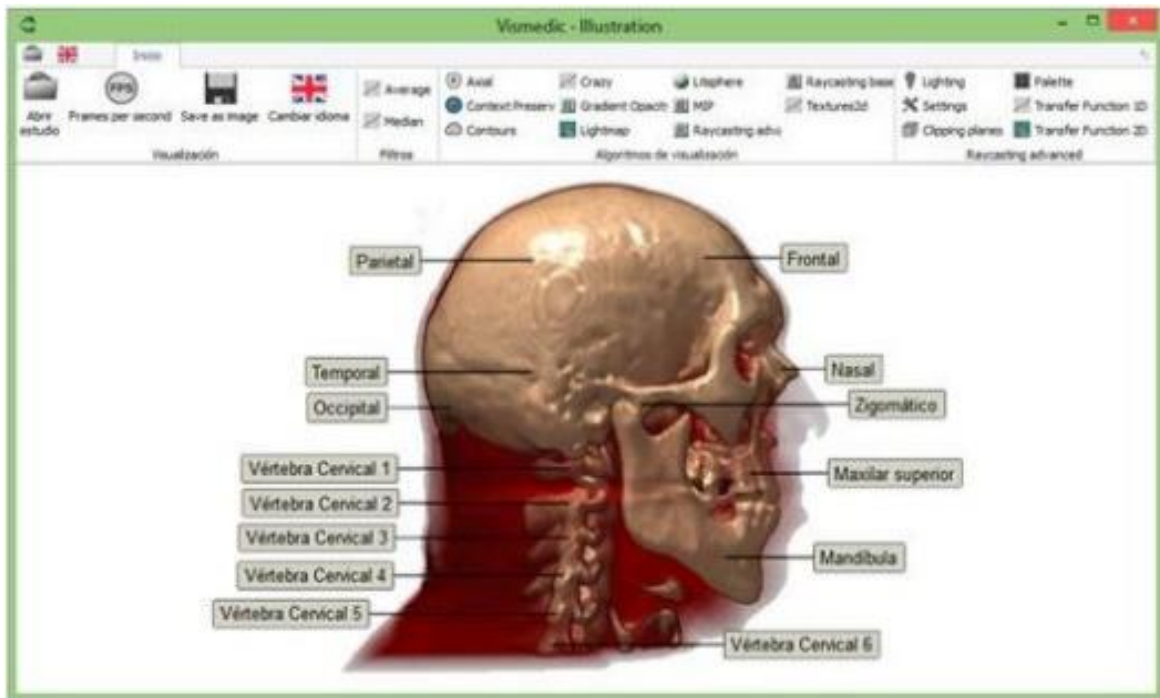 Vismedic - Illustration
Inicio
Abrir estudio
Frames per second
Save as image
Cambiar idioma
Visualización
Average
Median
Filtros
Axial
Context Preserv
Contours
Crazy
Gradient Opacit
Lightmap
Litsphere
MIP
Raycasting adva
Raycasting base
Textures2d
Algoritmos de visualización
Lighting
Settings
Clipping planes
Palette
Transfer Function 1D
Transfer Function 2D
Raycasting advanced
FPS
Parietal
Frontal
Temporal
Nasal
Occipital
Zigomático
Vértebra Cervical 1
Maxilar superior
Vértebra Cervical 2
Vértebra Cervical 3
Mandíbula
Vértebra Cervical 4
Vértebra Cervical 5
Vértebra Cervical 6